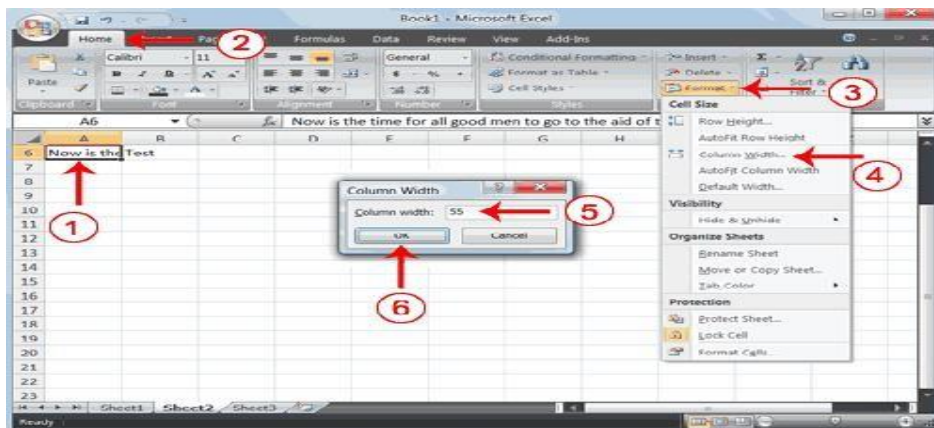 Book1 - Microsoft Excel
Home Formulas Data Review View Add-Ins
2
Calibri 11 General Conditional Formatting Insert Σ
Paste B I Format as Table Delete Sort &
$ % Cell Styles Format Filter
3
Clipboard Font Alignment Number Styles
Cell Size
A6 fx Now is the time for all good men to go to the aid of t
Row Height...
A B C D E F G H
AutoFit Row Height
6 Now is the Test
Column Width...
4
7
AutoFit Column Width
8
Default Width...
9
Column Width
Visibility
10
Column width: 55
5
Hide & Unhide
11
1
OK Cancel
Organize Sheets
12
13
Rename Sheet
14
Move or Copy Sheet...
15
Tab Color
16
6
Protection
17
Protect Sheet...
18
Lock Cell
19
Format Cells...
20
21
22
23
Sheet1 Sheet2 Sheet3
Ready